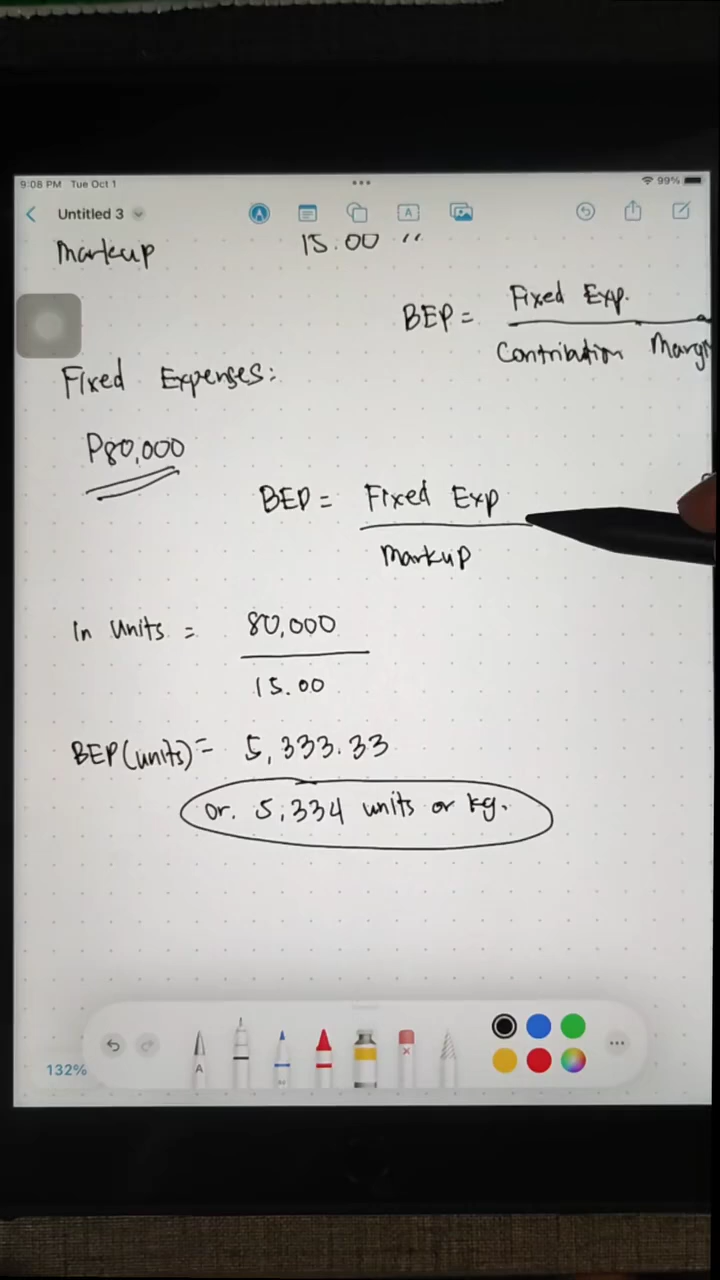 9:08 PM Tue Oct 1
99%
Untitled 3
A
Markup 15.00 "
BEP = Fixed Exp.
Contribution Margi
Fixed Expenses:
P80,000
BEP = Fixed Exp
Markup
In Units = 80,000
15.00
BEP(units) = 5,333.33
Or. 5,334 units or kg.
A
132%